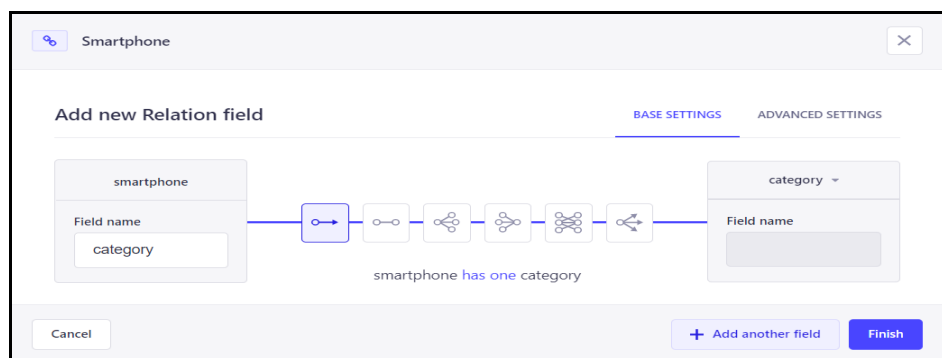 Smartphone
Add new Relation field
BASE SETTINGS
ADVANCED SETTINGS
smartphone
Field name
category
smartphone has one category
category
Field name
Cancel
Add another field
Finish